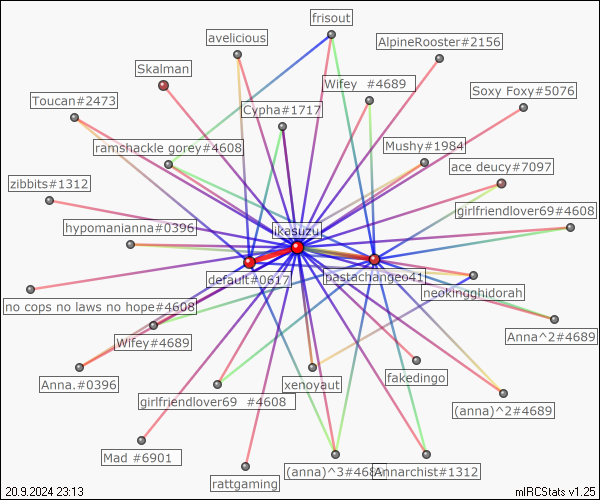 frisout
avelicious
AlpineRooster#2156
Skalman
Wifey  #4689
Soxy Foxy#5076
Toucan#2473
Cypha#1717
ramshackle gorey#4608
Mushy#1984
ace deucy#7097
zibbits#1312
girlfriendlover69#4608
hypomanianna#0396
ikasuzu
default#0617
pastachangeo41
neokingghidorah
no cops no laws no hope#4608
Anna^2#4689
Wifey#4689
Anna.#0396
xenoyaut
fakedingo
girlfriendlover69  #4608
(anna)^2#4689
Mad #6901
rattgaming
(anna)^3#468
Annarchist#1312
20.9.2024 23:13
mIRCStats v1.25